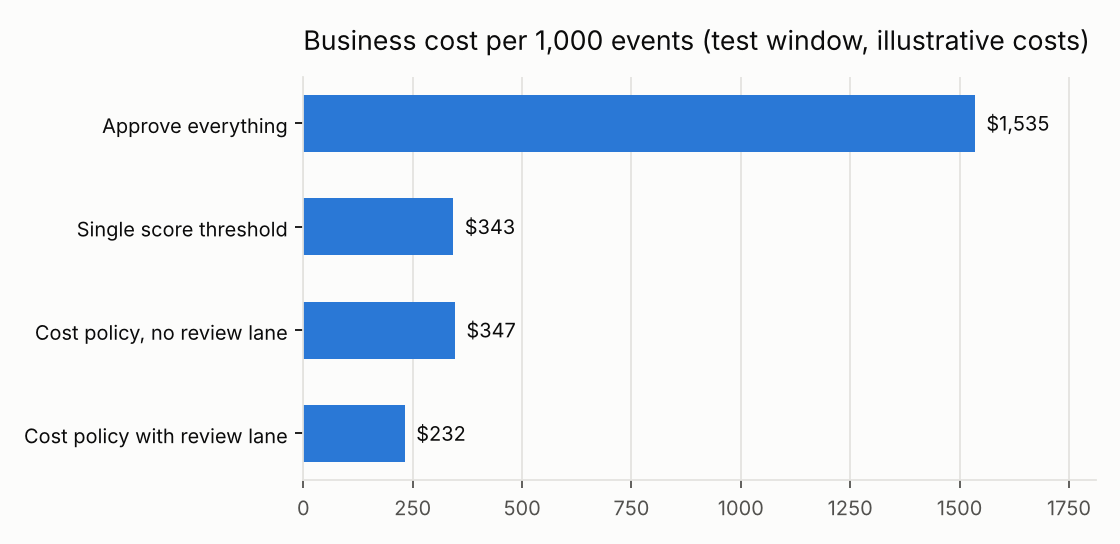 Business cost per 1,000 events (test window, illustrative costs)
Approve everything
$1,535
Single score threshold
$343
Cost policy, no review lane
$347
Cost policy with review lane
$232
0 250 500 750 1000 1250 1500 1750